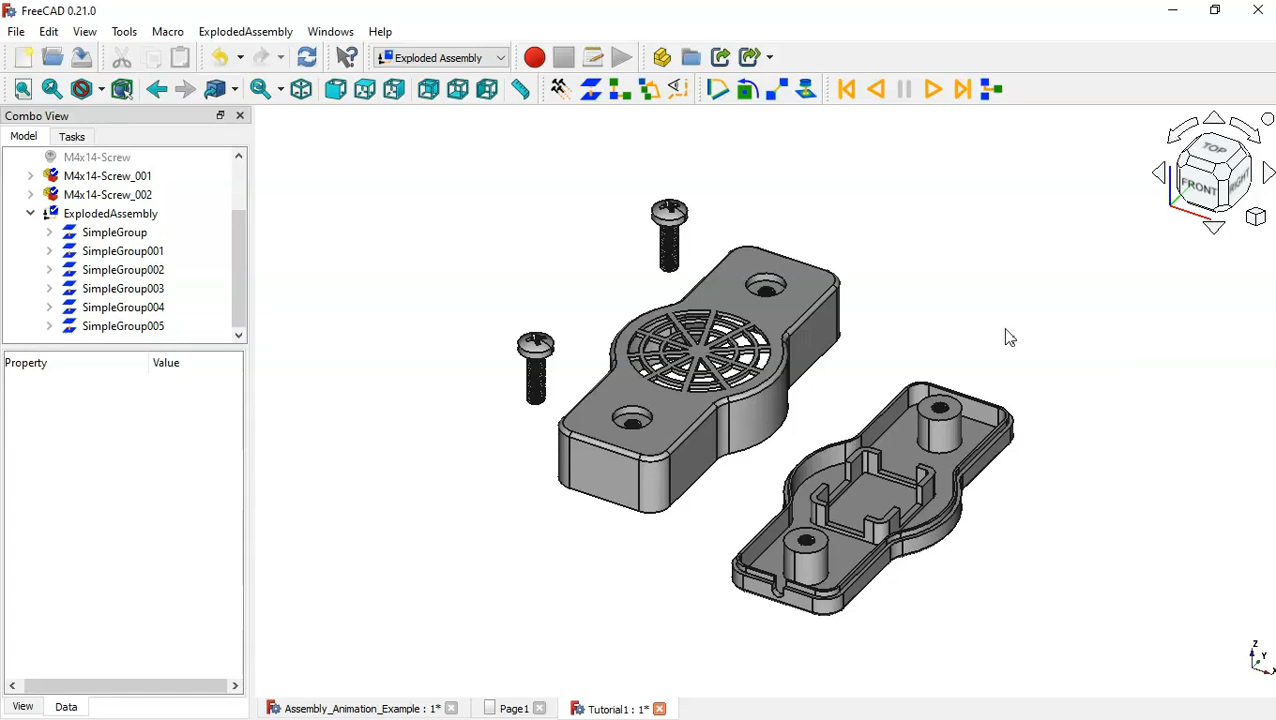 FreeCAD 0.21.0
File Edit View Tools Macro ExplodedAssembly Windows Help
Exploded Assembly
Combo View
Model Tasks
M4x14-Screw
M4x14-Screw_001
M4x14-Screw_002
ExplodedAssembly
SimpleGroup
SimpleGroup001
SimpleGroup002
SimpleGroup003
SimpleGroup004
SimpleGroup005
Property Value
TOP
FRONT
RIGHT
Z
Y
X
View Data
Assembly_Animation_Example : 1* Page1 Tutorial1 : 1*